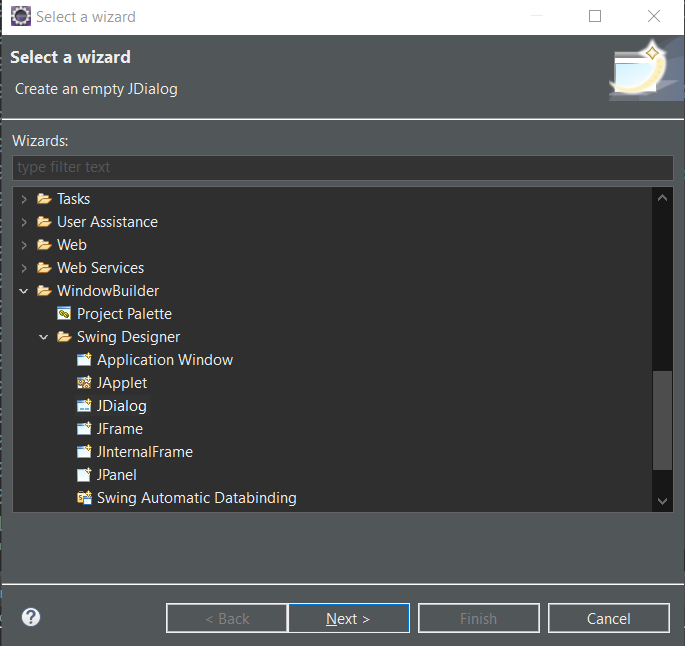 Select a wizard
Select a wizard
Create an empty JDialog
Wizards:
type filter text
Tasks
User Assistance
Web
Web Services
WindowBuilder
Project Palette
Swing Designer
Application Window
JApplet
JDialog
JFrame
JInternalFrame
JPanel
Swing Automatic Databinding
? < Back Next > Finish Cancel